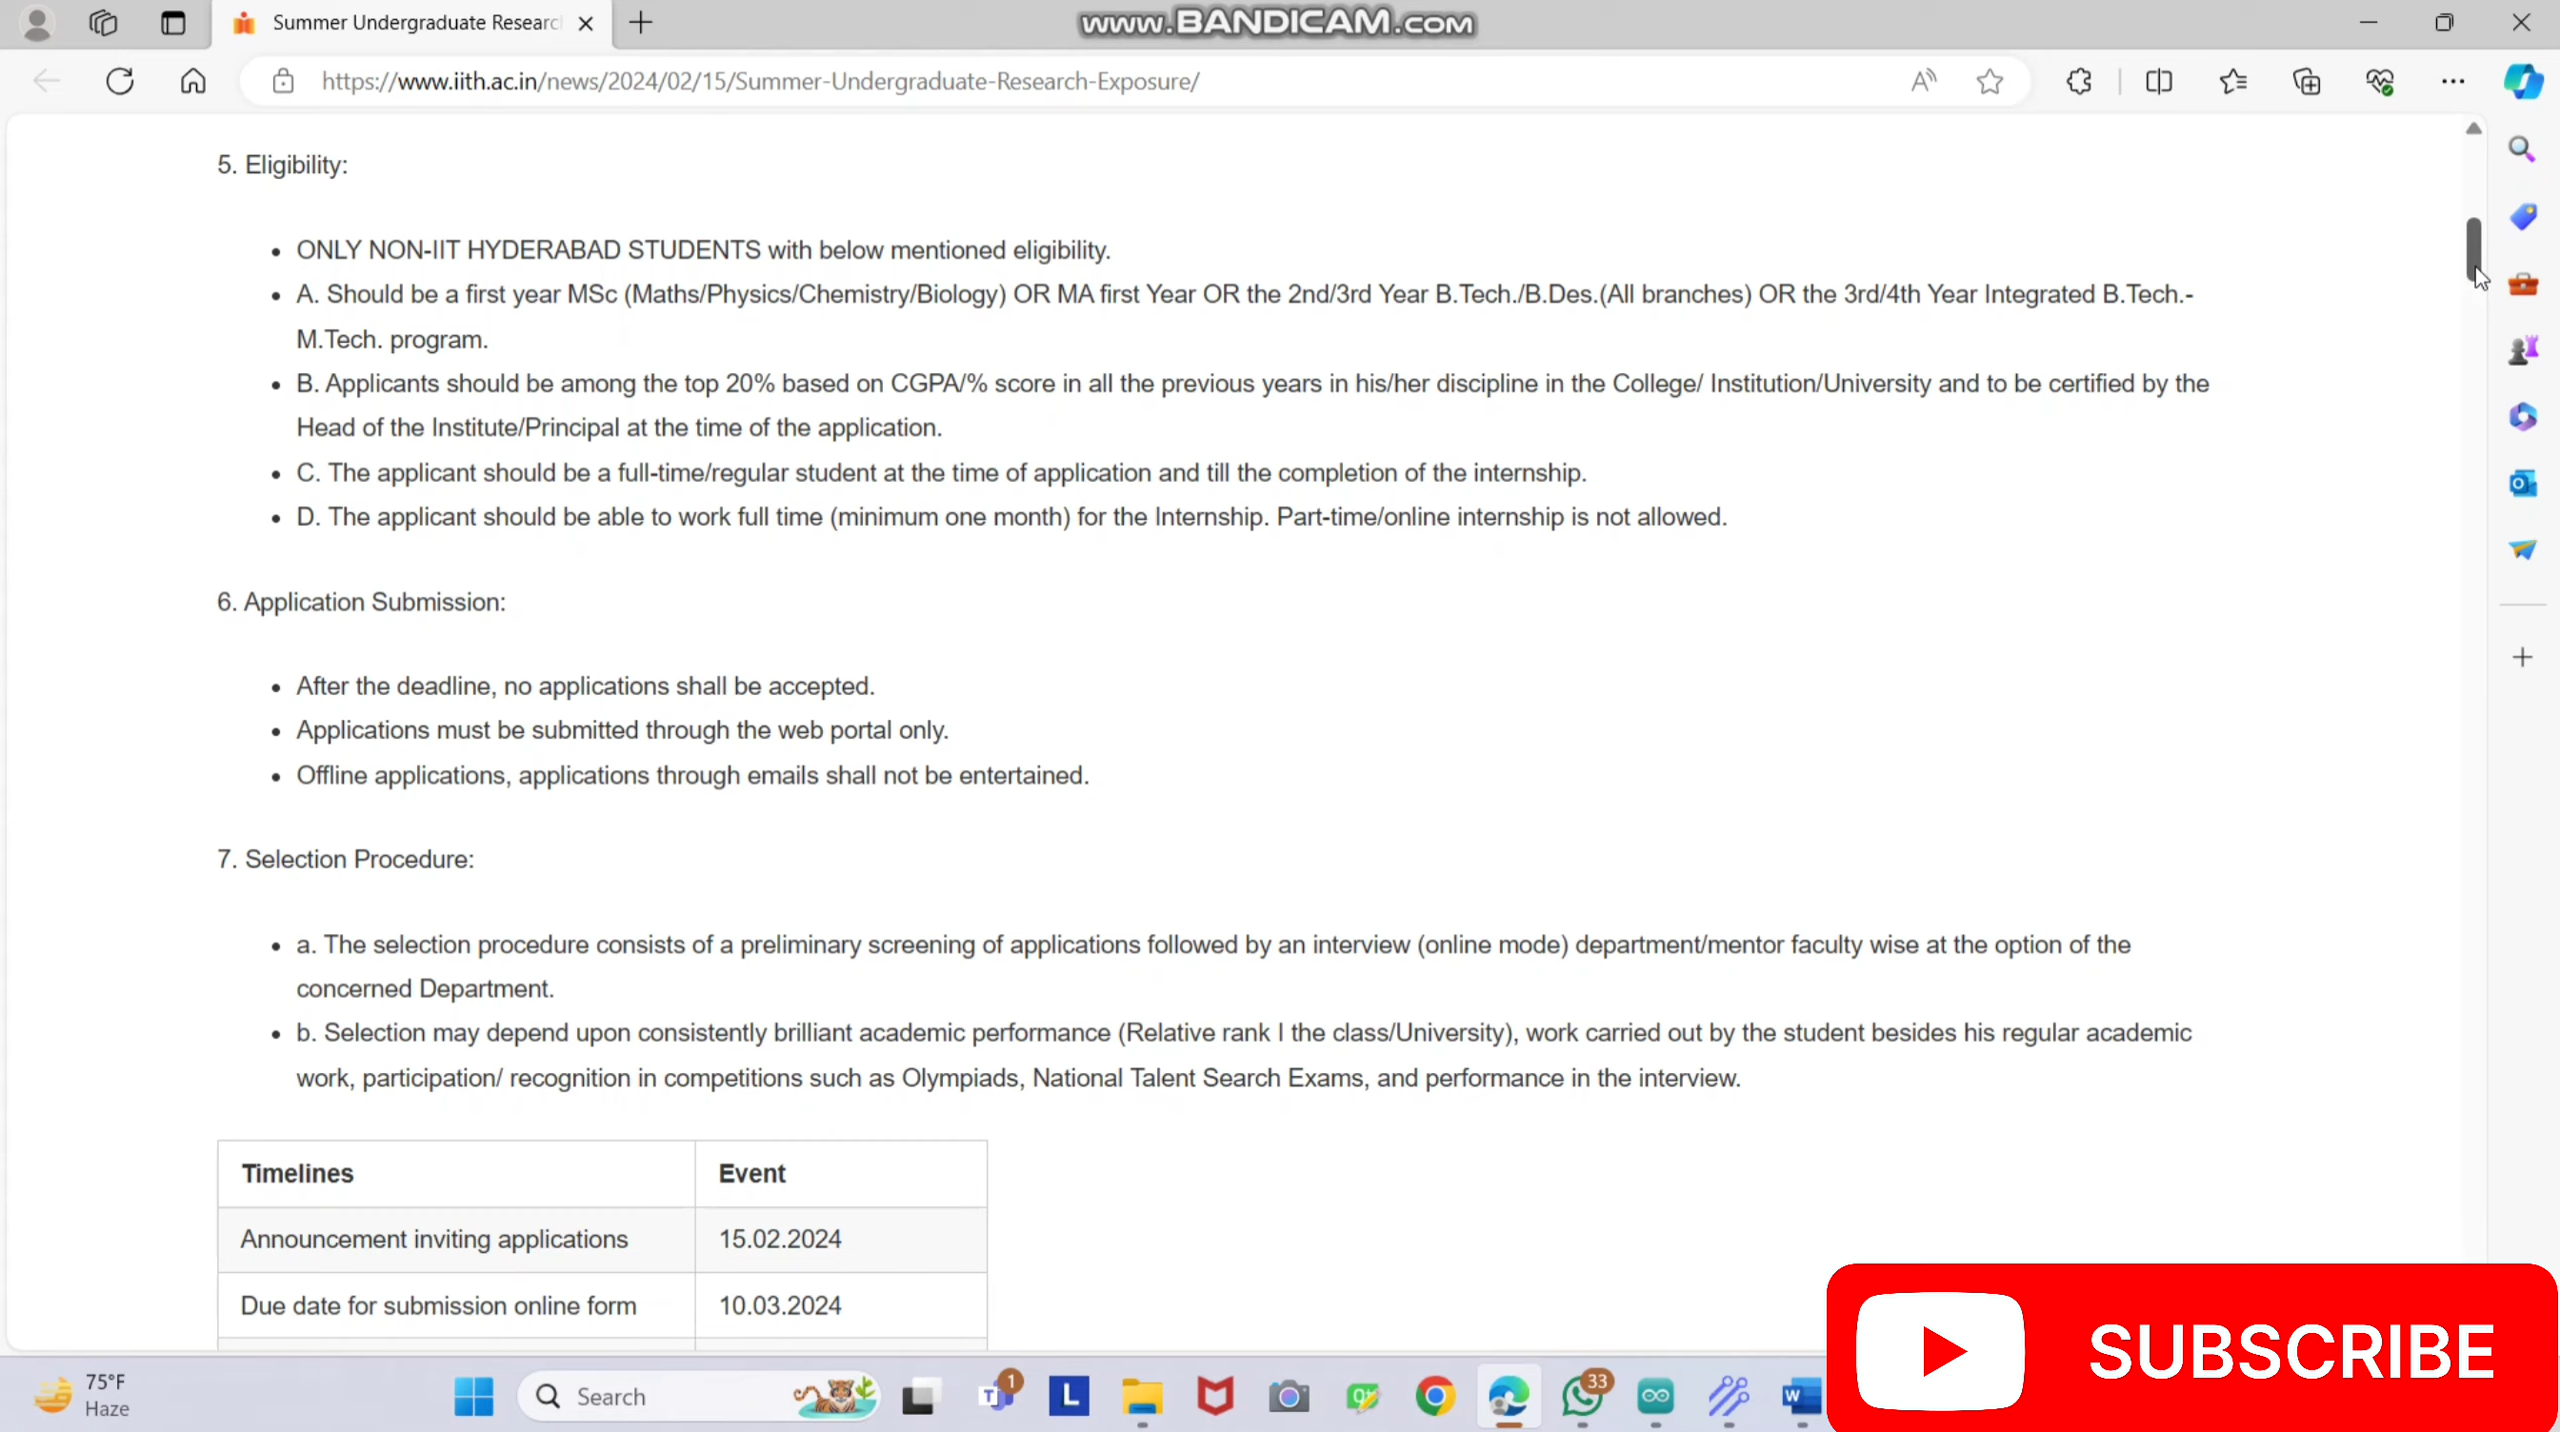 Summer Undergraduate Researc
www.BANDICAM.com
https://www.iith.ac.in/news/2024/02/15/Summer-Undergraduate-Research-Exposure/
5. Eligibility:
• ONLY NON-IIT HYDERABAD STUDENTS with below mentioned eligibility.
• A. Should be a first year MSc (Maths/Physics/Chemistry/Biology) OR MA first Year OR the 2nd/3rd Year B.Tech./B.Des.(All branches) OR the 3rd/4th Year Integrated B.Tech.-
M.Tech. program.
• B. Applicants should be among the top 20% based on CGPA/% score in all the previous years in his/her discipline in the College/ Institution/University and to be certified by the
Head of the Institute/Principal at the time of the application.
• C. The applicant should be a full-time/regular student at the time of application and till the completion of the internship.
• D. The applicant should be able to work full time (minimum one month) for the Internship. Part-time/online internship is not allowed.
6. Application Submission:
• After the deadline, no applications shall be accepted.
• Applications must be submitted through the web portal only.
• Offline applications, applications through emails shall not be entertained.
7. Selection Procedure:
• a. The selection procedure consists of a preliminary screening of applications followed by an interview (online mode) department/mentor faculty wise at the option of the
concerned Department.
• b. Selection may depend upon consistently brilliant academic performance (Relative rank I the class/University), work carried out by the student besides his regular academic
work, participation/ recognition in competitions such as Olympiads, National Talent Search Exams, and performance in the interview.
Timelines Event
Announcement inviting applications 15.02.2024
Due date for submission online form 10.03.2024
SUBSCRIBE
75°F
Haze
Search
1
33